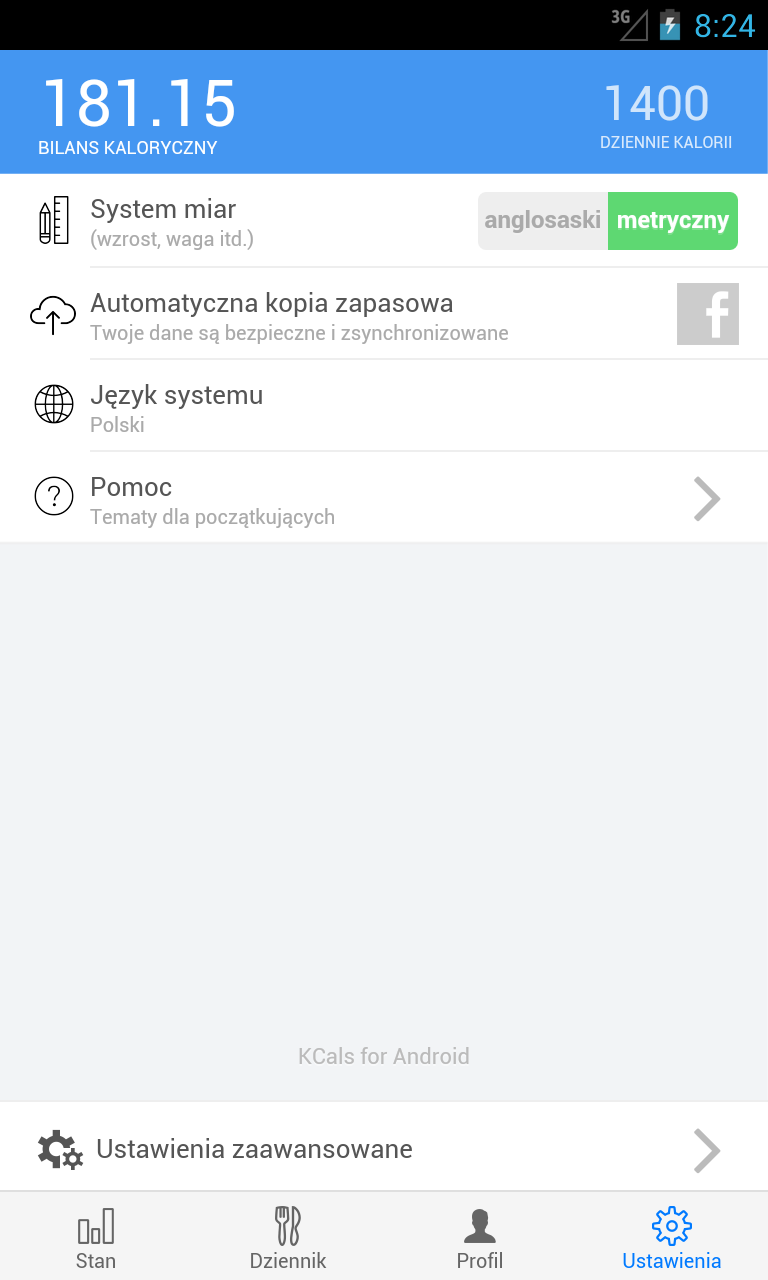 3G 8:24
181.15 1400
BILANS KALORYCZNY DZIENNIE KALORII
System miar
(wzrost, waga itd.)
anglosaski metryczny
Automatyczna kopia zapasowa
Twoje dane są bezpieczne i zsynchronizowane
f
Język systemu
Polski
?
Pomoc
Tematy dla początkujących
KCals for Android
Ustawienia zaawansowane
Stan Dziennik Profil Ustawienia